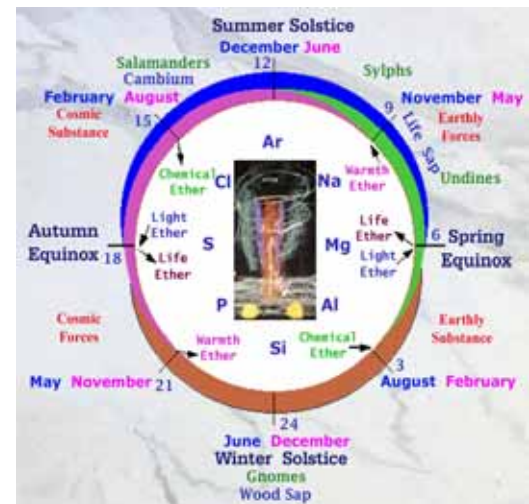 Summer Solstice
December June
12
Salamanders
Cambium
Sylphs
February August
Cosmic
Substance
15
9
November May
Life Sap
Earthly
Forces
Ar
Chemical
Ether
Cl
Na
Warmth
Ether
Undines
Light
Ether
S
Mg
Life
Ether
Autumn
Equinox
18
Life
Ether
Light
Ether
6
Spring
Equinox
P
Al
Cosmic
Forces
Warmth
Ether
Si
Chemical
Ether
Earthly
Substance
3
May November
21
August February
24
June December
Winter Solstice
Gnomes
Wood Sap